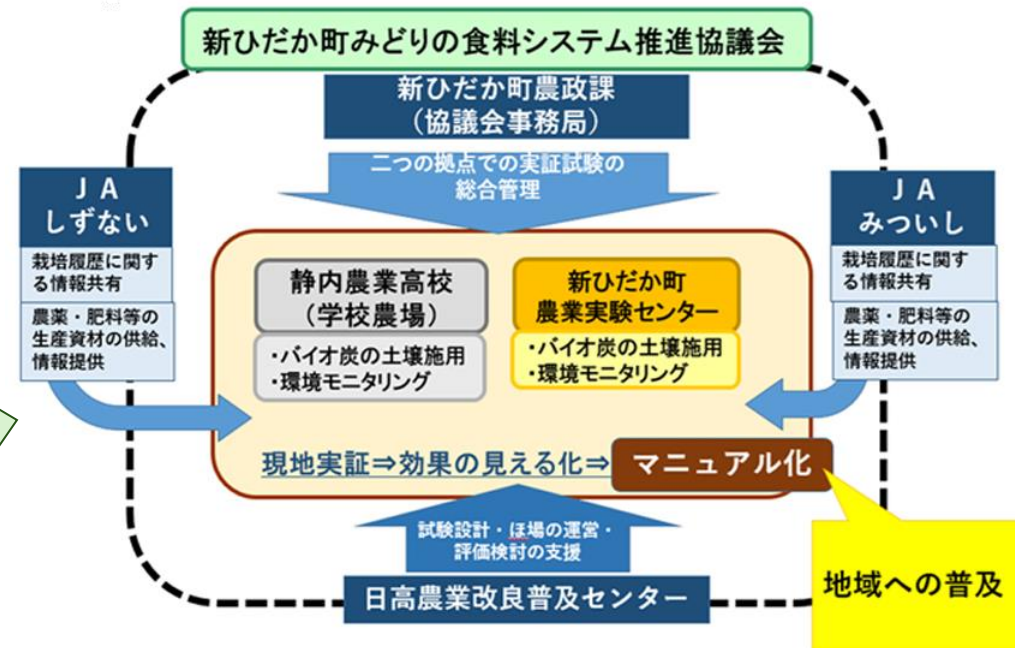 新ひだか町みどりの食料システム推進協議会
新ひだか町農政課
（協議会事務局）
二つの拠点での実証試験の
総合管理
ＪＡ
しずない
栽培履歴に関す
る情報共有
農薬・肥料等の
生産資材の供給、
情報提供
静内農業高校
（学校農場）
・バイオ炭の土壌施用
・環境モニタリング
新ひだか町
農業実験センター
・バイオ炭の土壌施用
・環境モニタリング
ＪＡ
みついし
栽培履歴に関す
る情報共有
農薬・肥料等の
生産資材の供給、
情報提供
現地実証⇒効果の見える化⇒ マニュアル化
試験設計・ほ場の運営・
評価検討の支援
日高農業改良普及センター
地域への普及